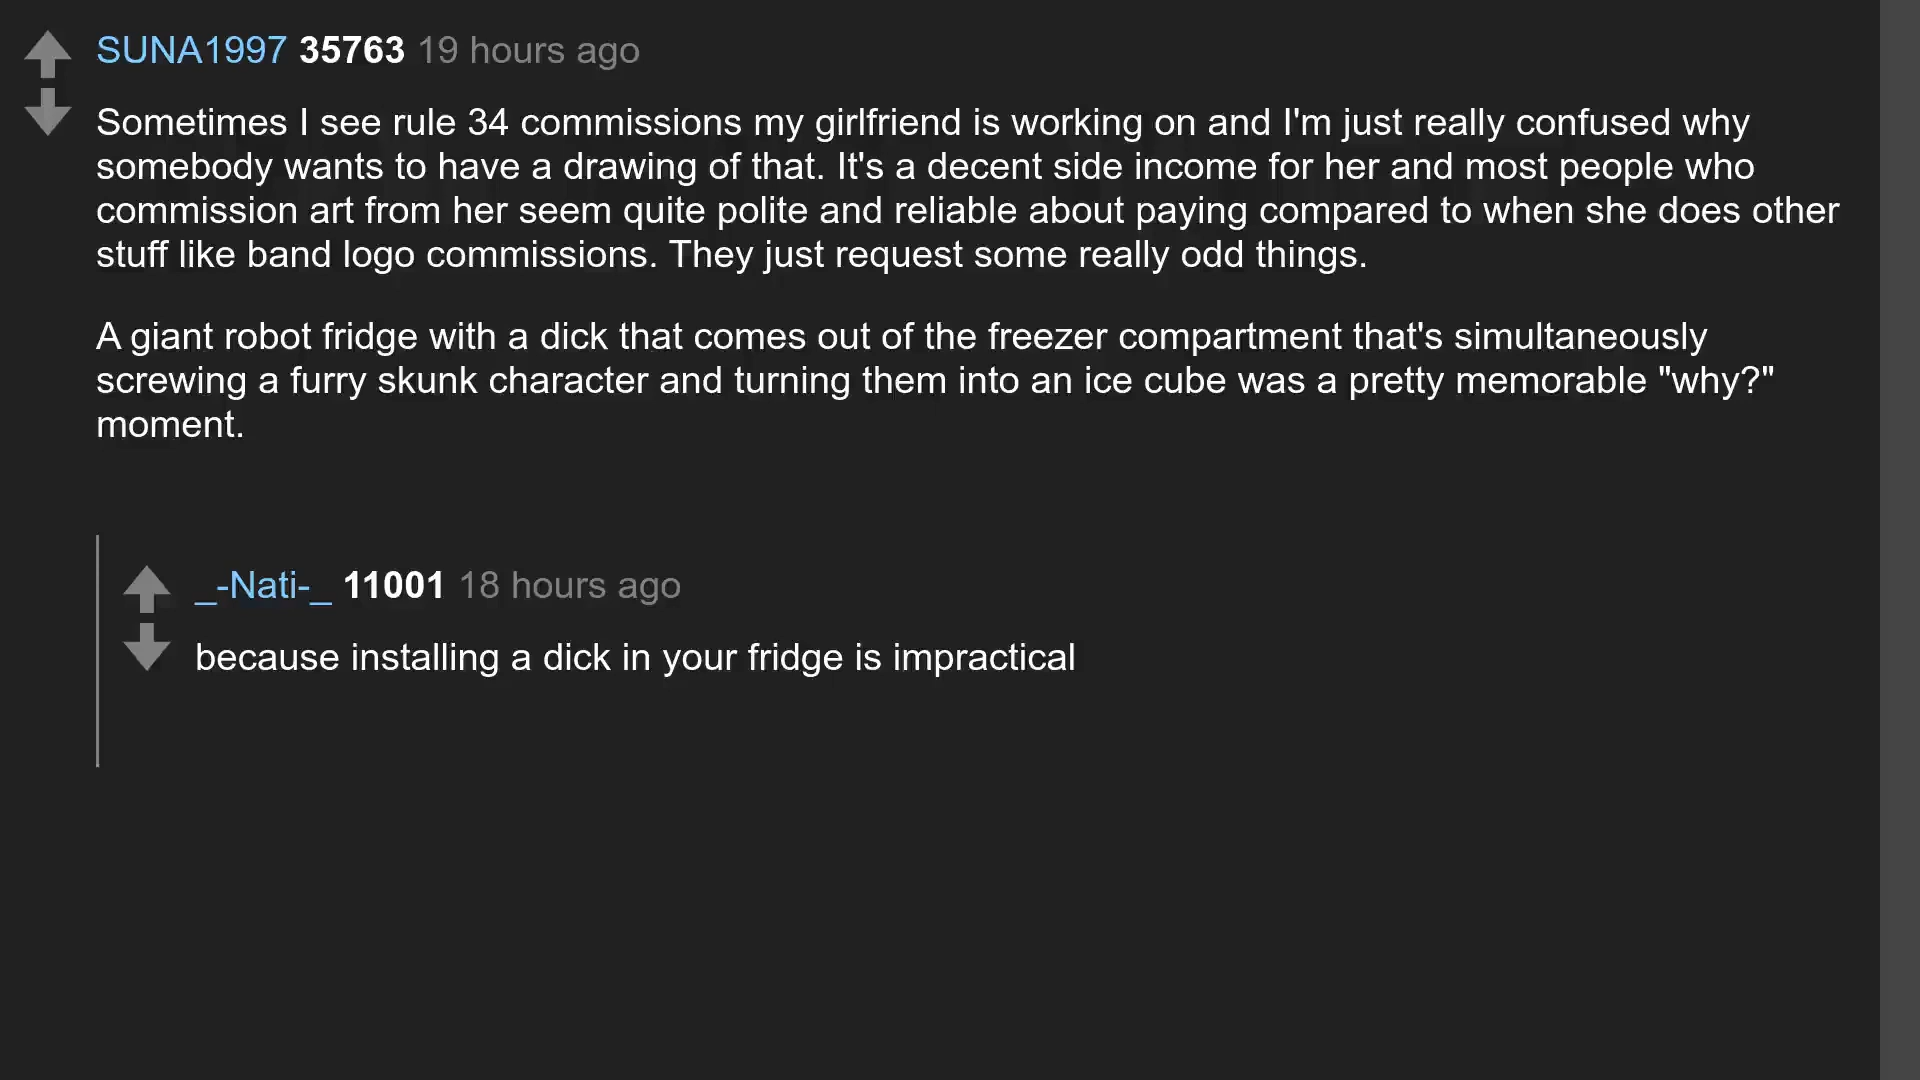 SUNA1997 35763 19 hours ago
Sometimes I see rule 34 commissions my girlfriend is working on and I'm just really confused why
somebody wants to have a drawing of that. It's a decent side income for her and most people who
commission art from her seem quite polite and reliable about paying compared to when she does other
stuff like band logo commissions. They just request some really odd things.
A giant robot fridge with a dick that comes out of the freezer compartment that's simultaneously
screwing a furry skunk character and turning them into an ice cube was a pretty memorable "why?"
moment.
_-Nati-_ 11001 18 hours ago
because installing a dick in your fridge is impractical